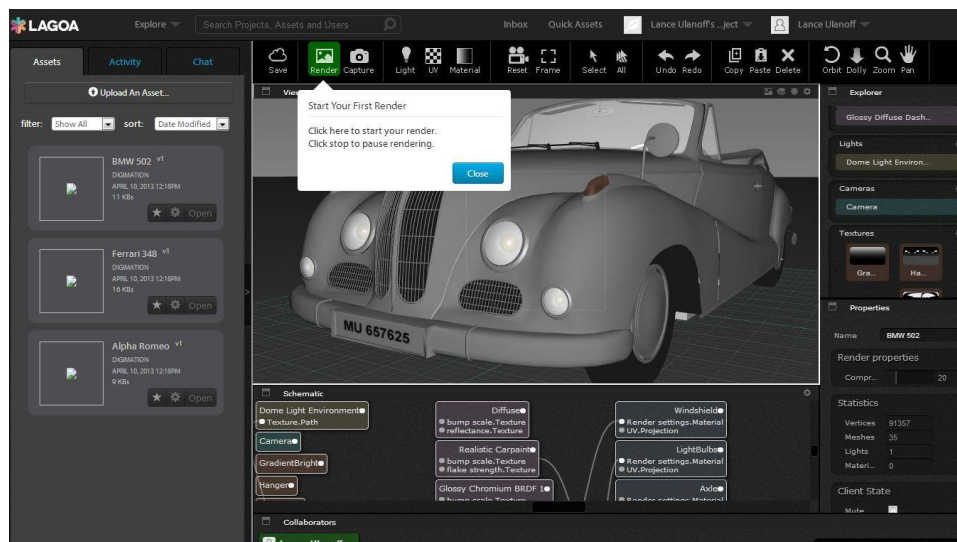 LAGOA
Explore
Search Projects, Assets and Users
Inbox
Quick Assets
Lance Ulanoff's ...ject
Lance Ulanoff
Assets
Activity
Chat
Upload An Asset...
filter:
Show All
sort:
Date Modified
BMW 502 v1
DIGIMATION
APRIL 10, 2013 12:18PM
11 KBs
Open
Ferrari 348 v1
DIGIMATION
APRIL 10, 2013 12:18PM
16 KBs
Open
Alpha Romeo v1
DIGIMATION
APRIL 10, 2013 12:18PM
9 KBs
Open
Save
Render
Capture
Light
UV
Material
Reset
Frame
Select
All
Undo
Redo
Copy
Paste
Delete
Orbit
Dolly
Zoom
Pan
Start Your First Render
Click here to start your render.
Click stop to pause rendering.
Close
MU 657625
Schematic
Dome Light Environment
Texture.Path
Camera
GradientBright
Hanger
Diffuse
bump scale.Texture
reflectance.Texture
Realistic Carpaint
bump scale.Texture
flake strength.Texture
Glossy Chromium BRDF 1
bump scale.Texture
Windshield
Render settings.Material
UV.Projection
LightBulbs
Render settings.Material
UV.Projection
Axle
Render settings.Material
Collaborators
Lance Ulanoff
Explorer
Glossy Diffuse Dash...
Lights
Dome Light Environ...
Cameras
Camera
Textures
Gra...
Ha...
Properties
Name
BMW 502
Render properties
Compr...
20
Statistics
Vertices
91357
Meshes
35
Lights
1
Materi...
0
Client State
Mute